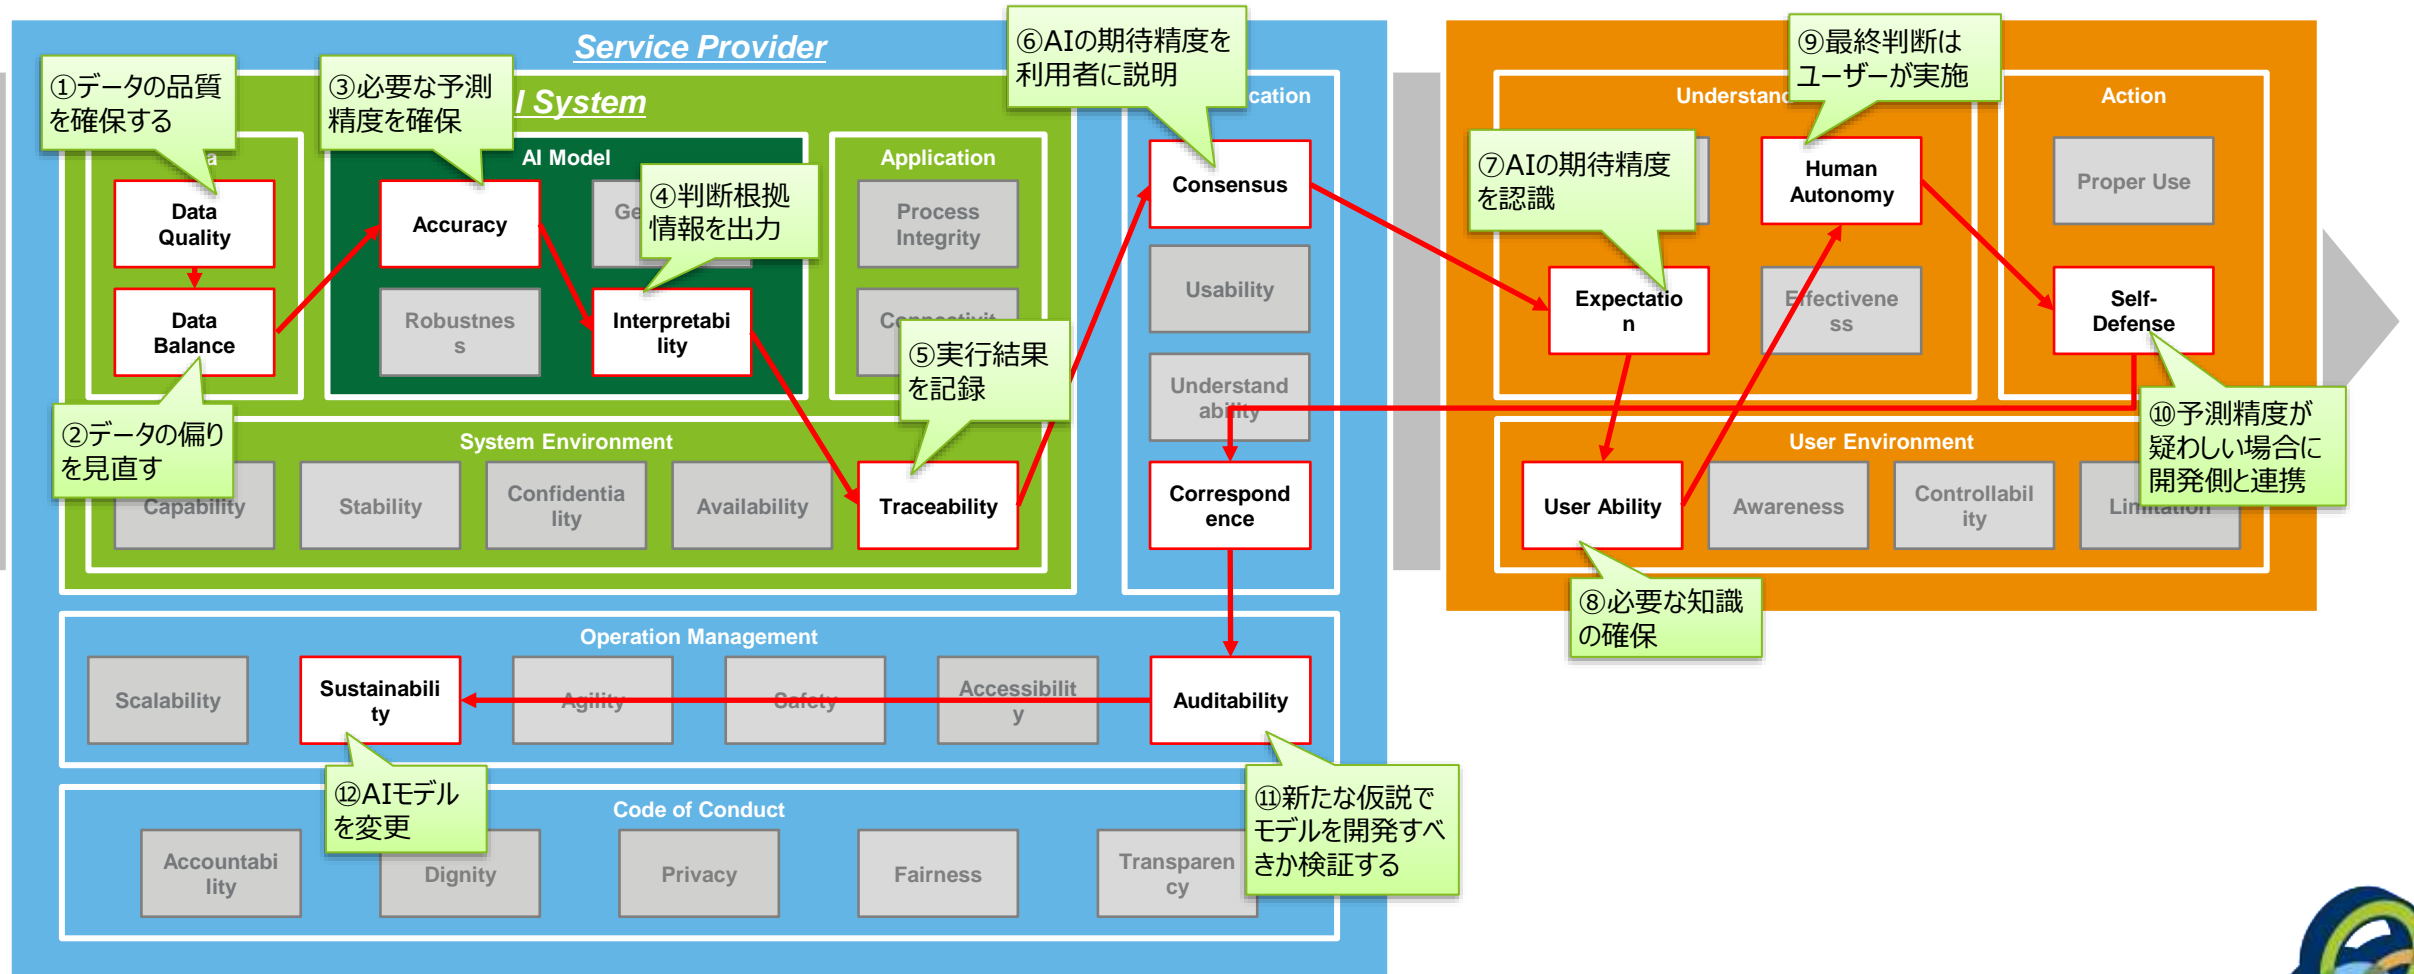 Service Provider
①データの品質
を確保する
③必要な予測
精度を確保
System
⑥AIの期待精度を
利用者に説明
⑨最終判断は
ユーザーが実施
Action
AI Model
Application
Data
Quality
Accuracy
④判断根拠
情報を出力
Process
Integrity
Consensus
⑦AIの期待精度
を認識
Human
Autonomy
Proper Use
Data
Balance
Robustnes
s
Interpretabi
lity
⑤実行結果
を記録
Usability
Expectatio
n
Effectivene
ss
Self-
Defense
Understand
ability
②データの偏り
を見直す
System Environment
User Environment
⑩予測精度が
疑わしい場合に
開発側と連携
Capability
Stability
Confidentia
lity
Availability
Traceability
Correspond
ence
User Ability
Awareness
Controllabil
ity
Limitation
⑧必要な知識
の確保
Operation Management
Scalability
Sustainabili
ty
Agility
Safety
Accessibilit
y
Auditability
⑫AIモデル
を変更
⑪新たな仮説で
モデルを開発すべ
きか検証する
Code of Conduct
Accountabi
lity
Dignity
Privacy
Fairness
Transparen
cy